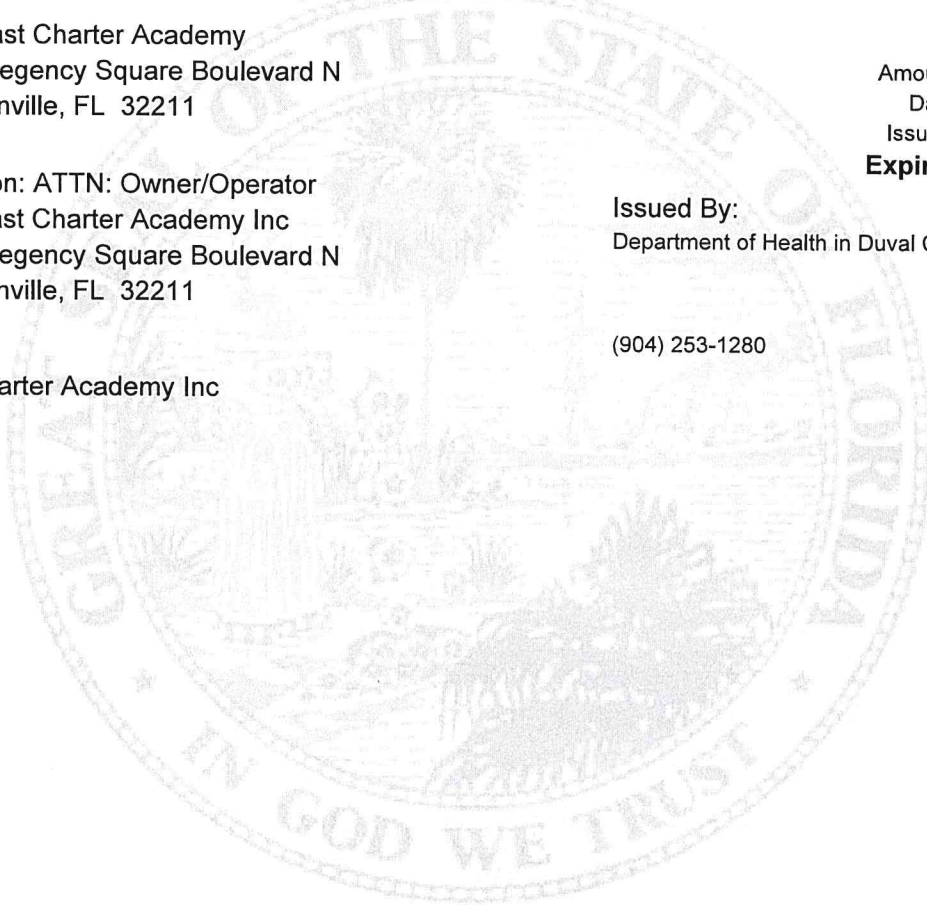 ast Charter Academy
egency Square Boulevard N
nville, FL 32211
on: ATTN: Owner/Operator
ast Charter Academy Inc
egency Square Boulevard N
nville, FL 32211
arter Academy Inc
Amou
Da
Issu
Expir
Issued By:
Department of Health in Duval C
(904) 253-1280
GREAT SEAL OF THE STATE OF FLORIDA
IN GOD WE TRUST